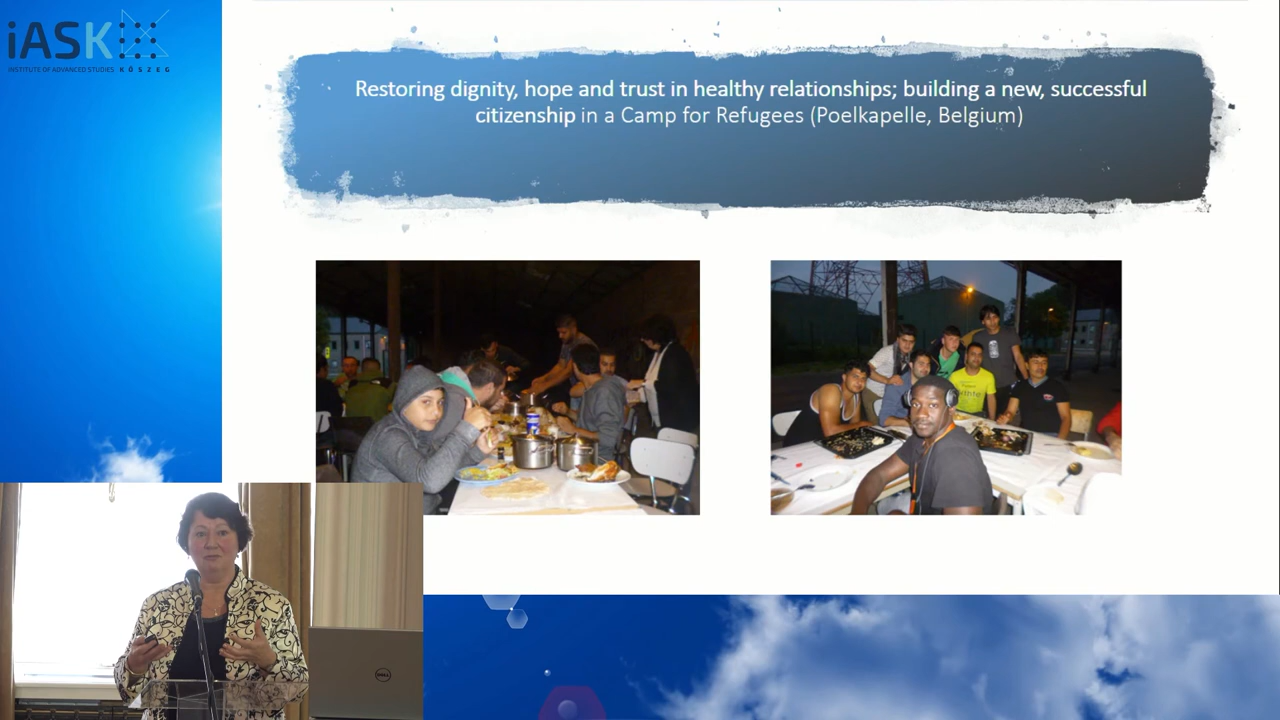 iASK
INSTITUTE OF ADVANCED STUDIES KŐSZEG
Restoring dignity, hope and trust in healthy relationships; building a new, successful
citizenship in a Camp for Refugees (Poelkapelle, Belgium)
DELL